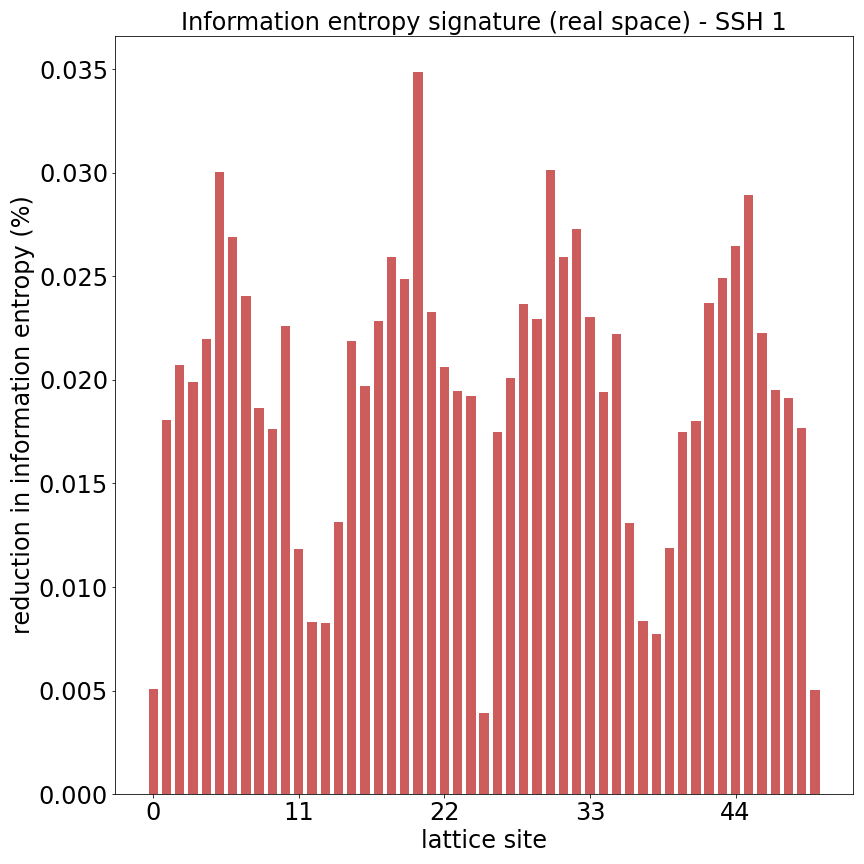 Information entropy signature (real space) - SSH 1
reduction in information entropy (%)
0.035
0.030
0.025
0.020
0.015
0.010
0.005
0.000
0 11 22 33 44
lattice site